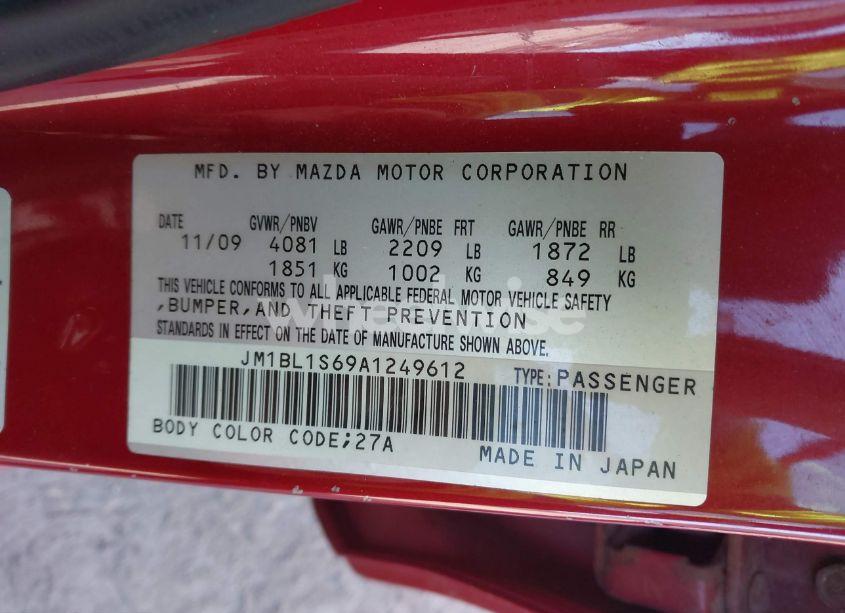 MFD. BY MAZDA MOTOR CORPORATION
DATE GVWR/PNBV GAWR/PNBE FRT GAWR/PNBE RR
11/09 4081 LB 2209 LB 1872 LB
1851 KG 1002 KG 849 KG
THIS VEHICLE CONFORMS TO ALL APPLICABLE FEDERAL MOTOR VEHICLE SAFETY
,BUMPER,AND THEFT PREVENTION
STANDARDS IN EFFECT ON THE DATE OF MANUFACTURE SHOWN ABOVE.
JM1BL1S69A1249612 TYPE:PASSENGER
BODY COLOR CODE;27A
MADE IN JAPAN